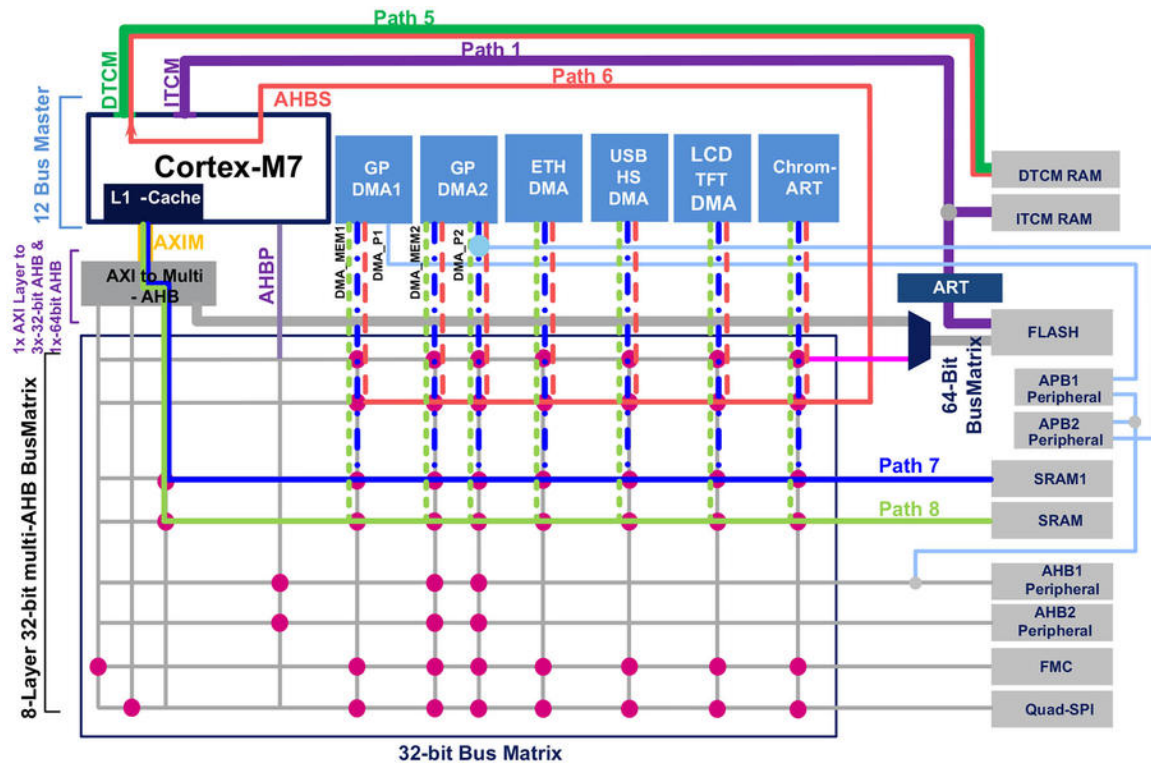 Path 5
Path 1
Path 6
DTCM
ITCM
AHBS
12 Bus Master
Cortex-M7
L1 -Cache
GP
DMA1
GP
DMA2
ETH
DMA
USB
HS
DMA
LCD
TFT
DMA
Chrom-
ART
DTCM RAM
ITCM RAM
AXIM
AXI to Multi
- AHB
AHBP
DMA_MEM1
DMA_P1
DMA_MEM2
DMA_P2
1x AXI Layer to
3x-32-bit AHB &
1x-64bit AHB
ART
FLASH
64-Bit
BusMatrix
APB1
Peripheral
APB2
Peripheral
8-Layer 32-bit multi-AHB BusMatrix
Path 7
SRAM1
Path 8
SRAM
AHB1
Peripheral
AHB2
Peripheral
FMC
Quad-SPI
32-bit Bus Matrix